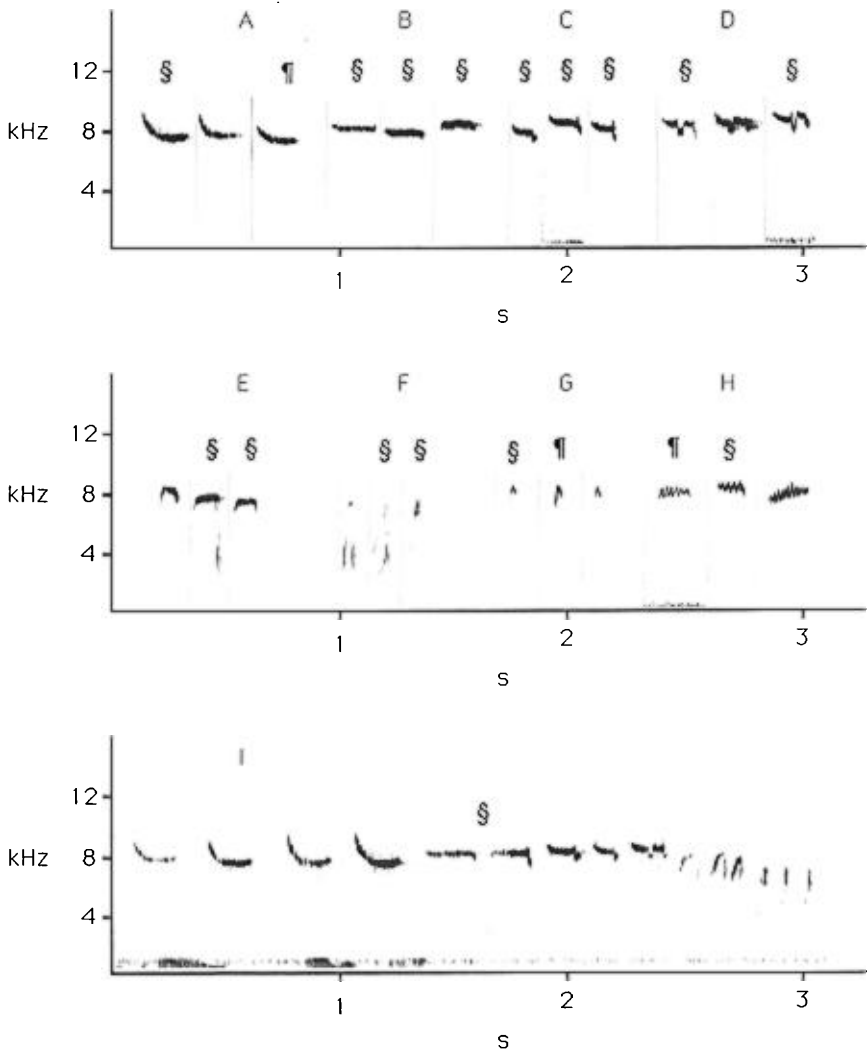 A B C D
12 § ¶ § § § § § § § §
kHz 8
4
1 2 3
s
E F G H
12 § § § § § ¶ ¶ §
kHz 8
4
1 2 3
s
I
12 §
kHz 8
4
1 2 3
s